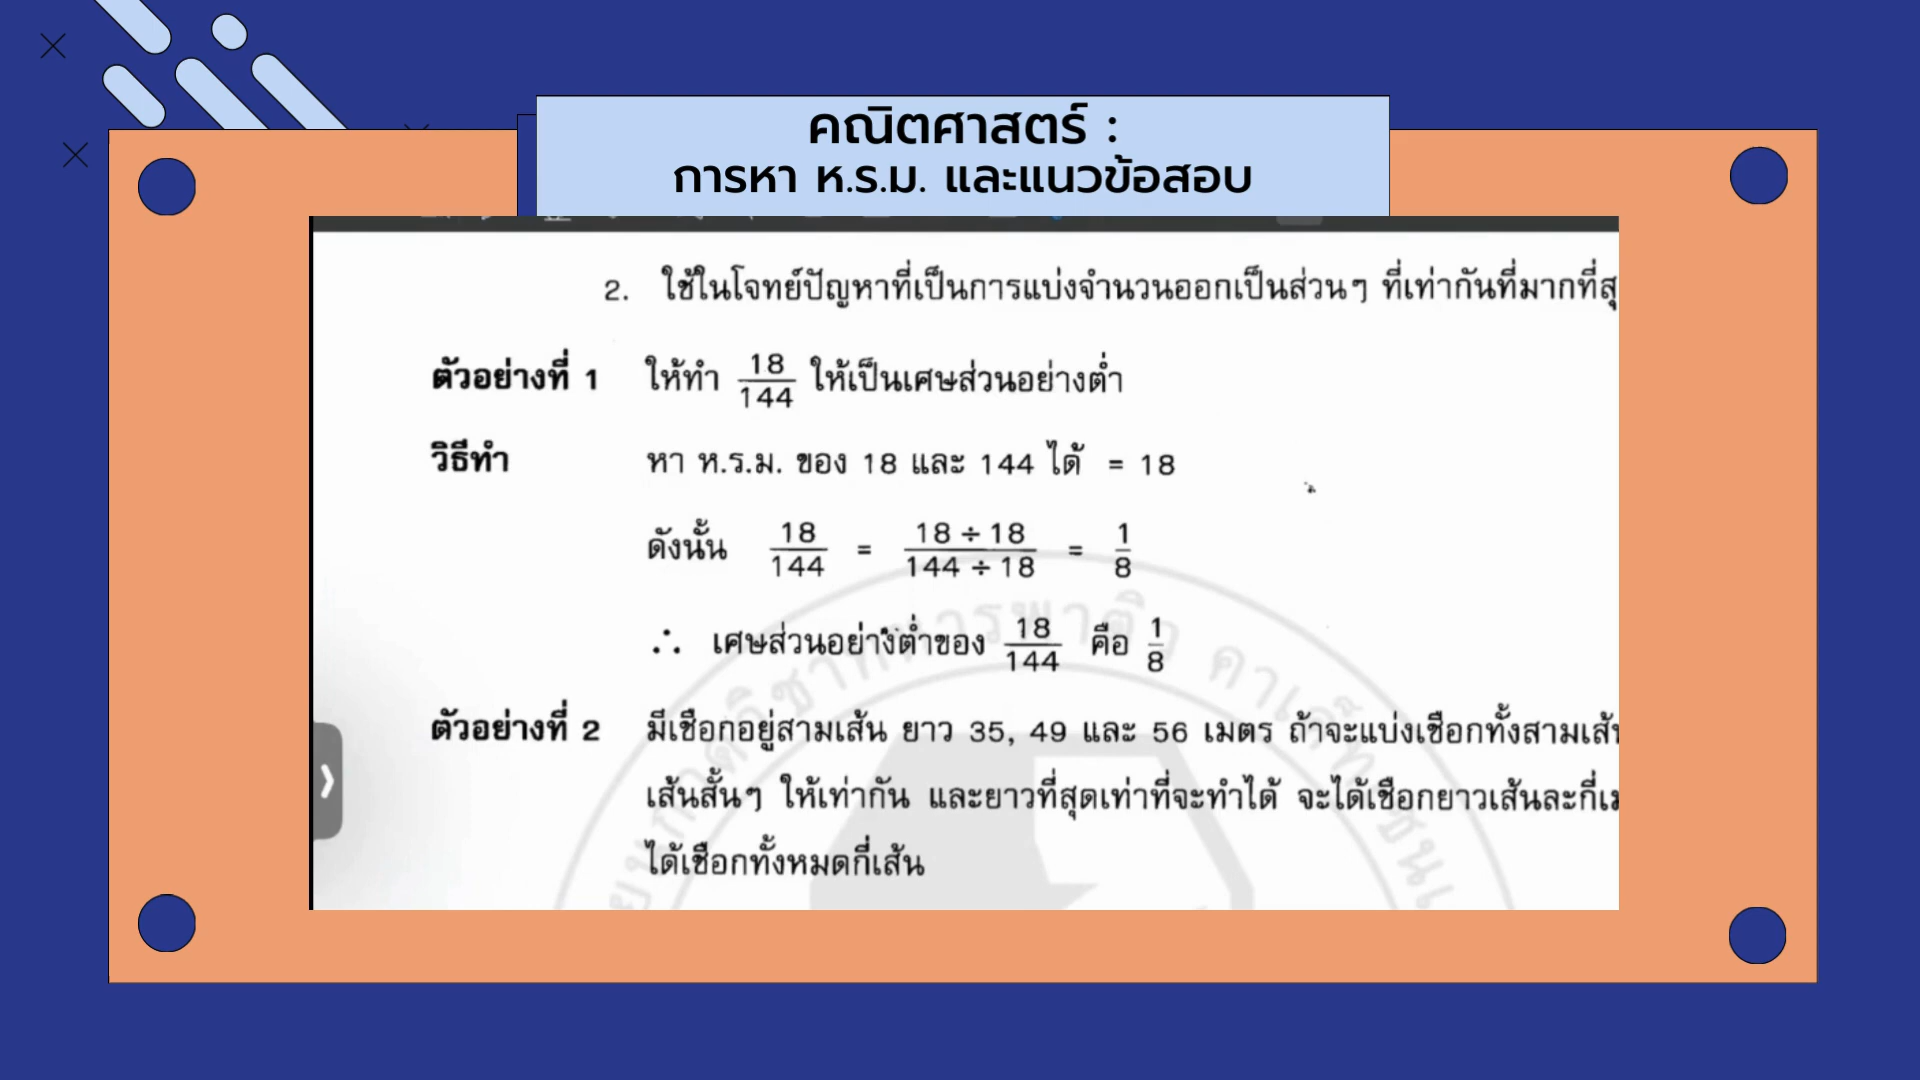 คณิตศาสตร์ :
การหา ห.ร.ม. และแนวข้อสอบ
2. ใช้ในโจทย์ปัญหาที่เป็นการแบ่งจำนวนออกเป็นส่วนๆ ที่เท่ากันที่มากที่สุ
ตัวอย่างที่ 1 ให้ทำ 18/144 ให้เป็นเศษส่วนอย่างต่ำ
วิธีทำ หา ห.ร.ม. ของ 18 และ 144 ได้ = 18
ดังนั้น 18/144 = 18 ÷ 18/144 ÷ 18 = 1/8
∴ เศษส่วนอย่างต่ำของ 18/144 คือ 1/8
ตัวอย่างที่ 2 มีเชือกอยู่สามเส้น ยาว 35, 49 และ 56 เมตร ถ้าจะแบ่งเชือกทั้งสามเส้น
เส้นสั้นๆ ให้เท่ากัน และยาวที่สุดเท่าที่จะทำได้ จะได้เชือกยาวเส้นละกี่เม
ได้เชือกทั้งหมดกี่เส้น